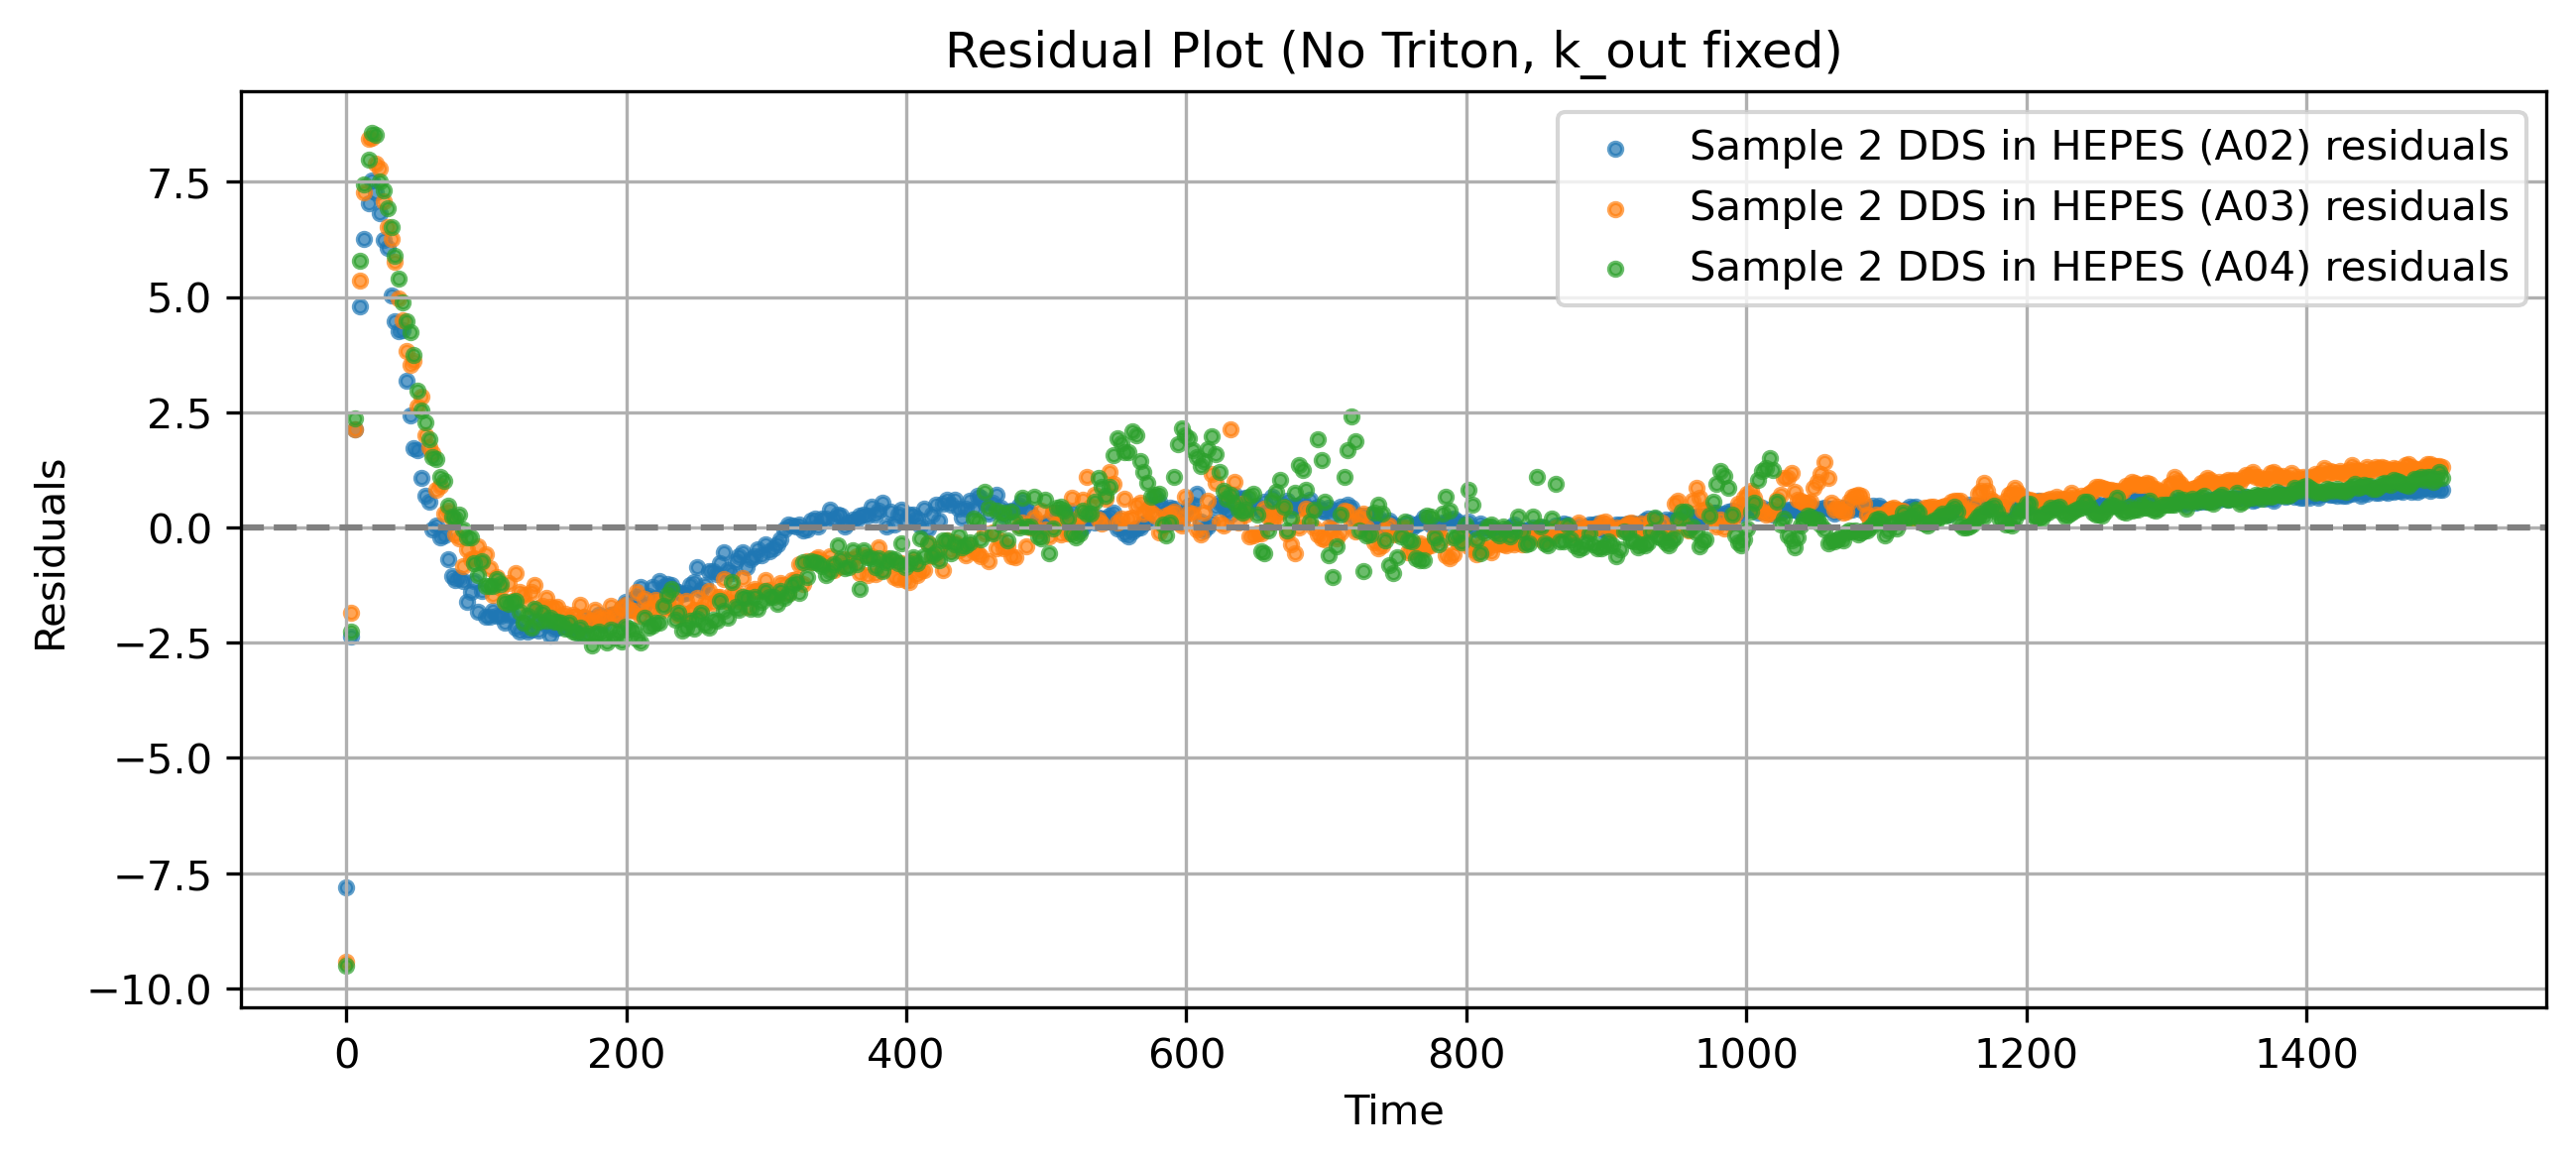 Residual Plot (No Triton, k_out fixed)
Sample 2 DDS in HEPES (A02) residuals
Sample 2 DDS in HEPES (A03) residuals
Sample 2 DDS in HEPES (A04) residuals
Residuals
7.5
5.0
2.5
0.0
−2.5
−5.0
−7.5
−10.0
0 200 400 600 800 1000 1200 1400
Time